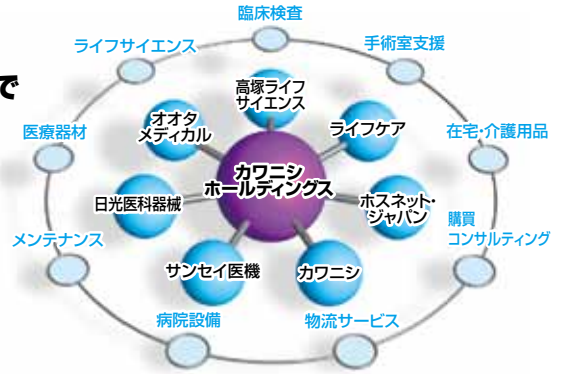 臨床検査
ライフサイエンス
手術室支援
で
高塚ライフ
サイエンス
オオタ
メディカル
ライフケア
医療器材
在宅・介護用品
カワニシ
ホールディングス
日光医科器械
ホスネット・
ジャパン
購買
コンサルティング
メンテナンス
サンセイ医機
カワニシ
病院設備
物流サービス